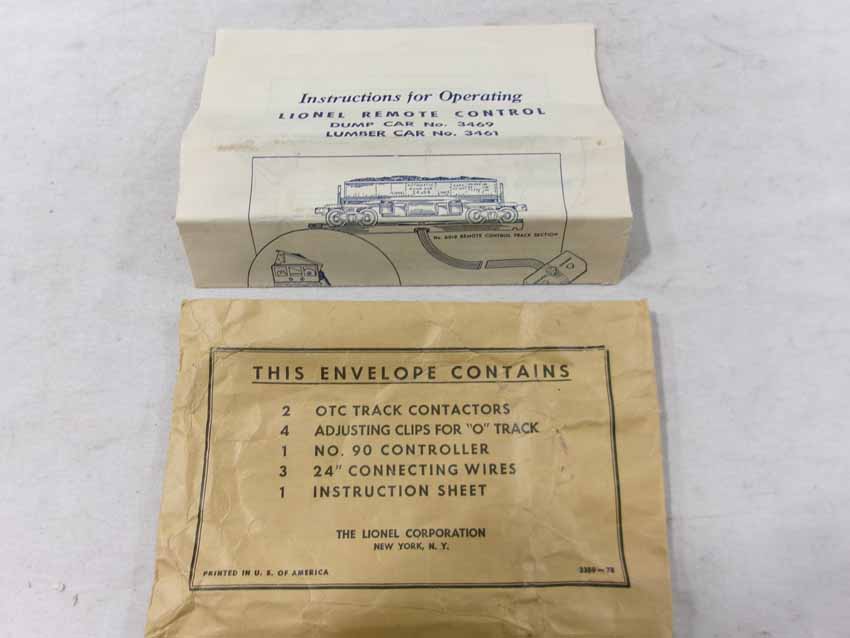 Instructions for Operating
LIONEL REMOTE CONTROL
DUMP CAR No. 3469
LUMBER CAR No. 3461
REMOTE CONTROL TRACK SECTION
THIS ENVELOPE CONTAINS
2 OTC TRACK CONTACTORS
4 ADJUSTING CLIPS FOR "O" TRACK
1 NO. 90 CONTROLLER
3 24" CONNECTING WIRES
1 INSTRUCTION SHEET
THE LIONEL CORPORATION
NEW YORK, N. Y.
PRINTED IN U. S. OF AMERICA
3359—78